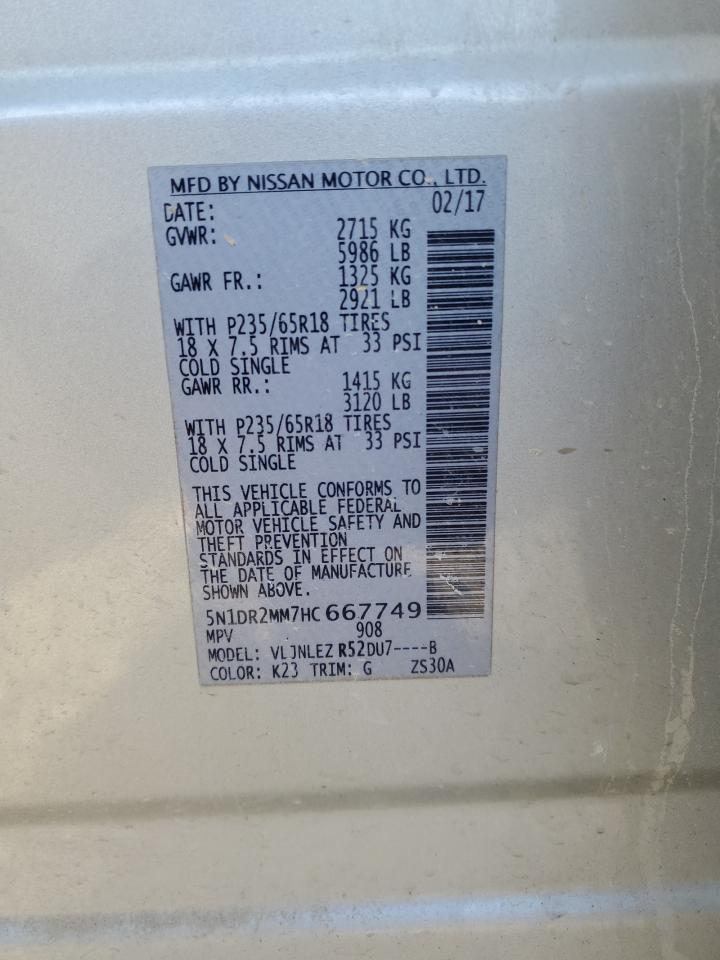 MFD BY NISSAN MOTOR CO., LTD.
DATE: 02/17
GVWR: 2715 KG
5986 LB
GAWR FR.: 1325 KG
2921 LB
WITH P235/65R18 TIRES
18 X 7.5 RIMS AT 33 PSI
COLD SINGLE
GAWR RR.: 1415 KG
3120 LB
WITH P235/65R18 TIRES
18 X 7.5 RIMS AT 33 PSI
COLD SINGLE
THIS VEHICLE CONFORMS TO
ALL APPLICABLE FEDERAL
MOTOR VEHICLE SAFETY AND
THEFT PREVENTION
STANDARDS IN EFFECT ON
THE DATE OF MANUFACTURE
SHOWN ABOVE.
5N1DR2MM7HC 667749
MPV 908
MODEL: VLJNLEZ R52DU7----B
COLOR: K23 TRIM: G ZS30A